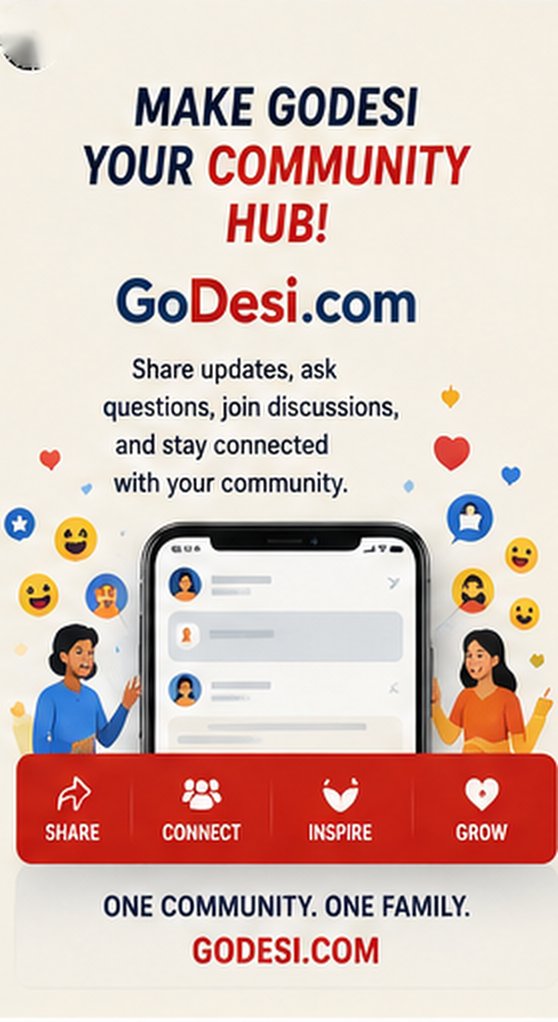 MAKE GODESI
YOUR COMMUNITY
HUB!
GoDesi.com
Share updates, ask
questions, join discussions,
and stay connected
with your community.
SHARE
CONNECT
INSPIRE
GROW
ONE COMMUNITY. ONE FAMILY.
GODESI.COM